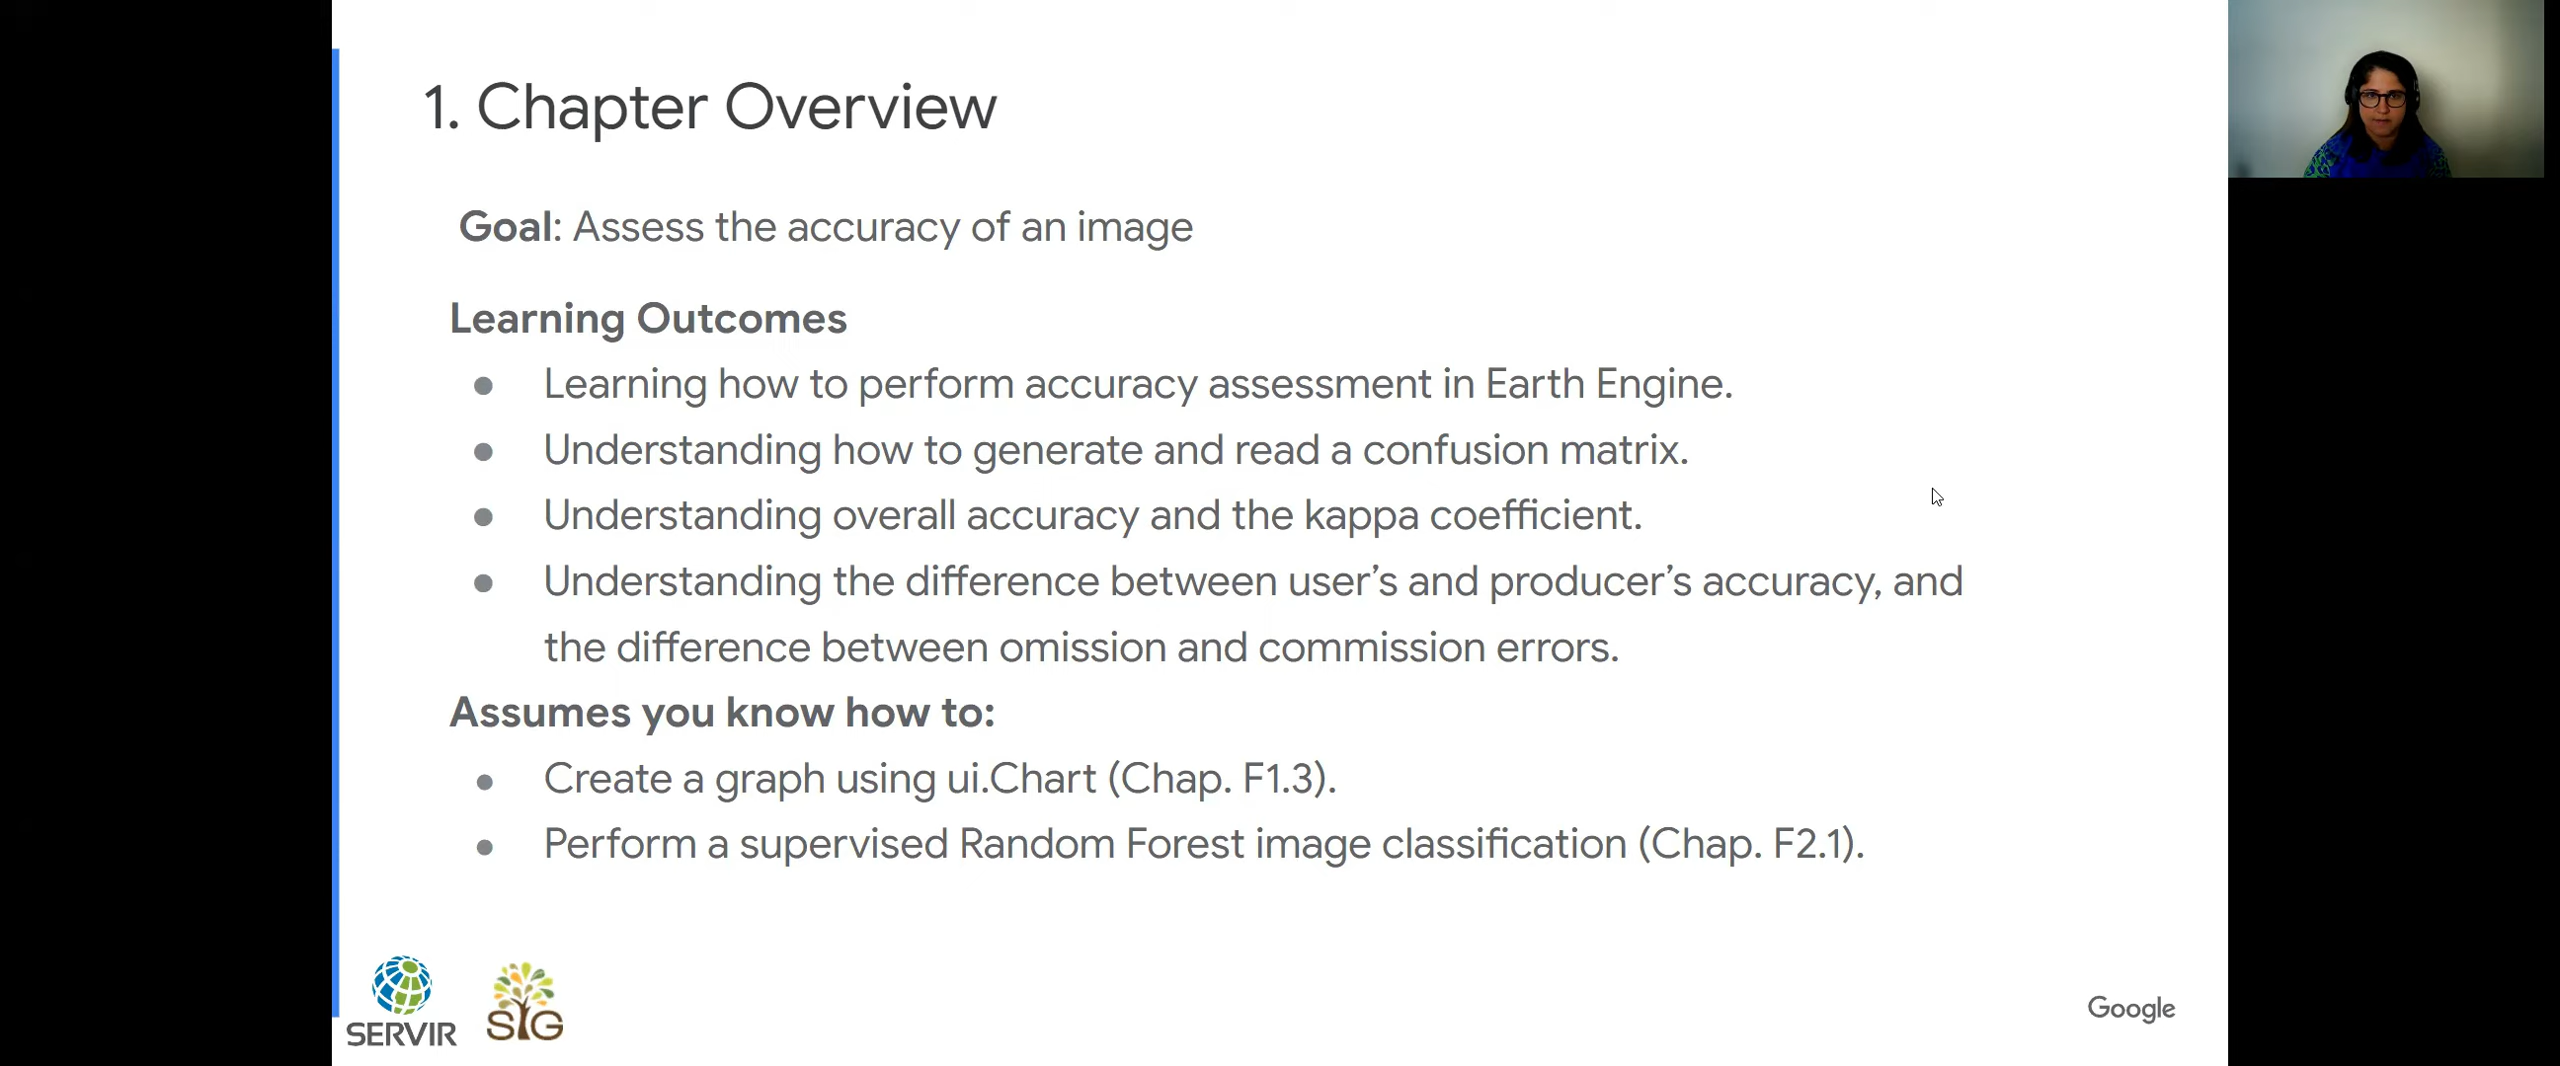 1. Chapter Overview
Goal: Assess the accuracy of an image
Learning Outcomes
● Learning how to perform accuracy assessment in Earth Engine.
● Understanding how to generate and read a confusion matrix.
● Understanding overall accuracy and the kappa coefficient.
● Understanding the difference between user’s and producer’s accuracy, and
the difference between omission and commission errors.
Assumes you know how to:
● Create a graph using ui.Chart (Chap. F1.3).
● Perform a supervised Random Forest image classification (Chap. F2.1).
SERVIR
SIG
Google